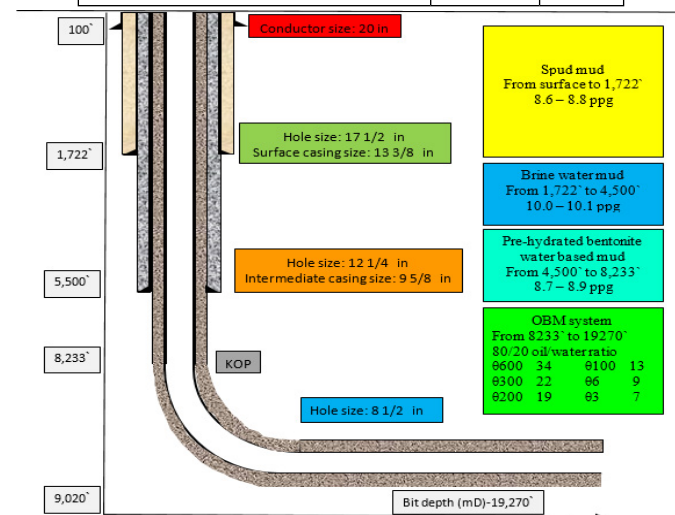 100`
Conductor size: 20 in
Spud mud
From surface to 1,722`
8.6 – 8.8 ppg
Hole size: 17 1/2 in
Surface casing size: 13 3/8 in
1,722`
Brine water mud
From 1,722` to 4,500`
10.0 – 10.1 ppg
Pre-hydrated bentonite
water based mud
From 4,500` to 8,233`
8.7 – 8.9 ppg
Hole size: 12 1/4 in
Intermediate casing size: 9 5/8 in
5,500`
OBM system
From 8233` to 19270`
80/20 oil/water ratio
θ600 34 θ100 13
θ300 22 θ6 9
θ200 19 θ3 7
8,233`
KOP
Hole size: 8 1/2 in
9,020`
Bit depth (mD)-19,270`